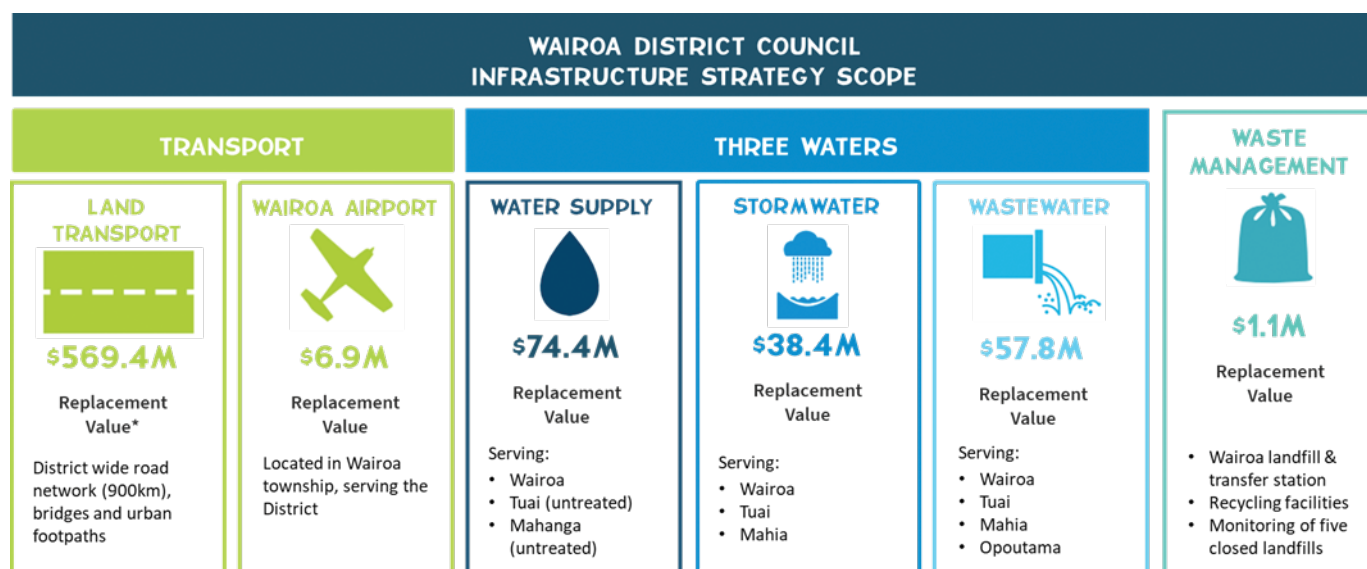 WAIROA DISTRICT COUNCIL
INFRASTRUCTURE STRATEGY SCOPE
TRANSPORT
LAND
TRANSPORT
$569.4M
Replacement
Value*
District wide road
network (900km),
bridges and urban
footpaths
WAIROA AIRPORT
$6.9M
Replacement
Value
Located in Wairoa
township, serving the
District
THREE WATERS
WATER SUPPLY
$74.4M
Replacement
Value
Serving:
• Wairoa
• Tuai (untreated)
• Mahanga
(untreated)
STORMWATER
$38.4M
Replacement
Value
Serving:
• Wairoa
• Tuai
• Mahia
WASTEWATER
$57.8M
Replacement
Value
Serving:
• Wairoa
• Tuai
• Mahia
• Opoutama
WASTE
MANAGEMENT
$1.1M
Replacement
Value
• Wairoa landfill &
transfer station
• Recycling facilities
• Monitoring of five
closed landfills